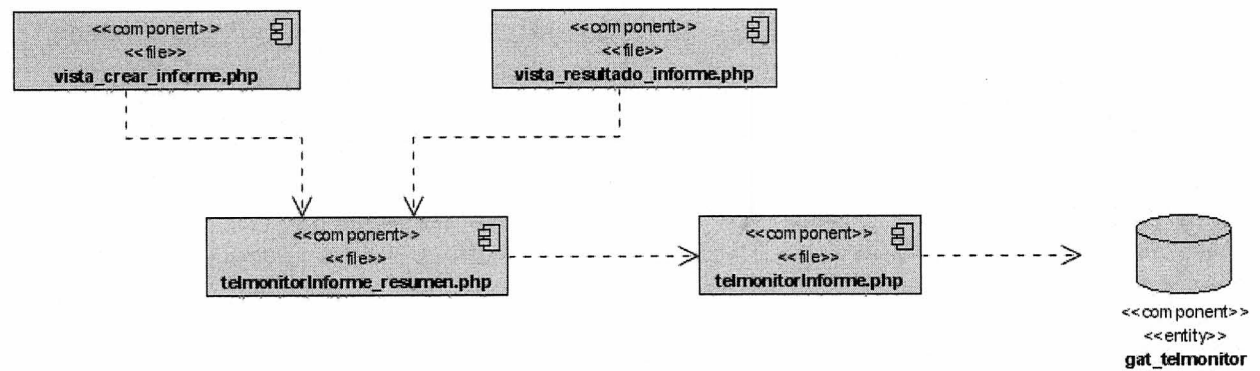 <<component>>
<<file>>
vista_crear_informe.php
<<component>>
<<file>>
vista_resultado_informe.php
<<component>>
<<file>>
telmonitorInforme_resumen.php
<<component>>
<<file>>
telmonitorInforme.php
<<component>>
<<entity>>
gat_telmonitor